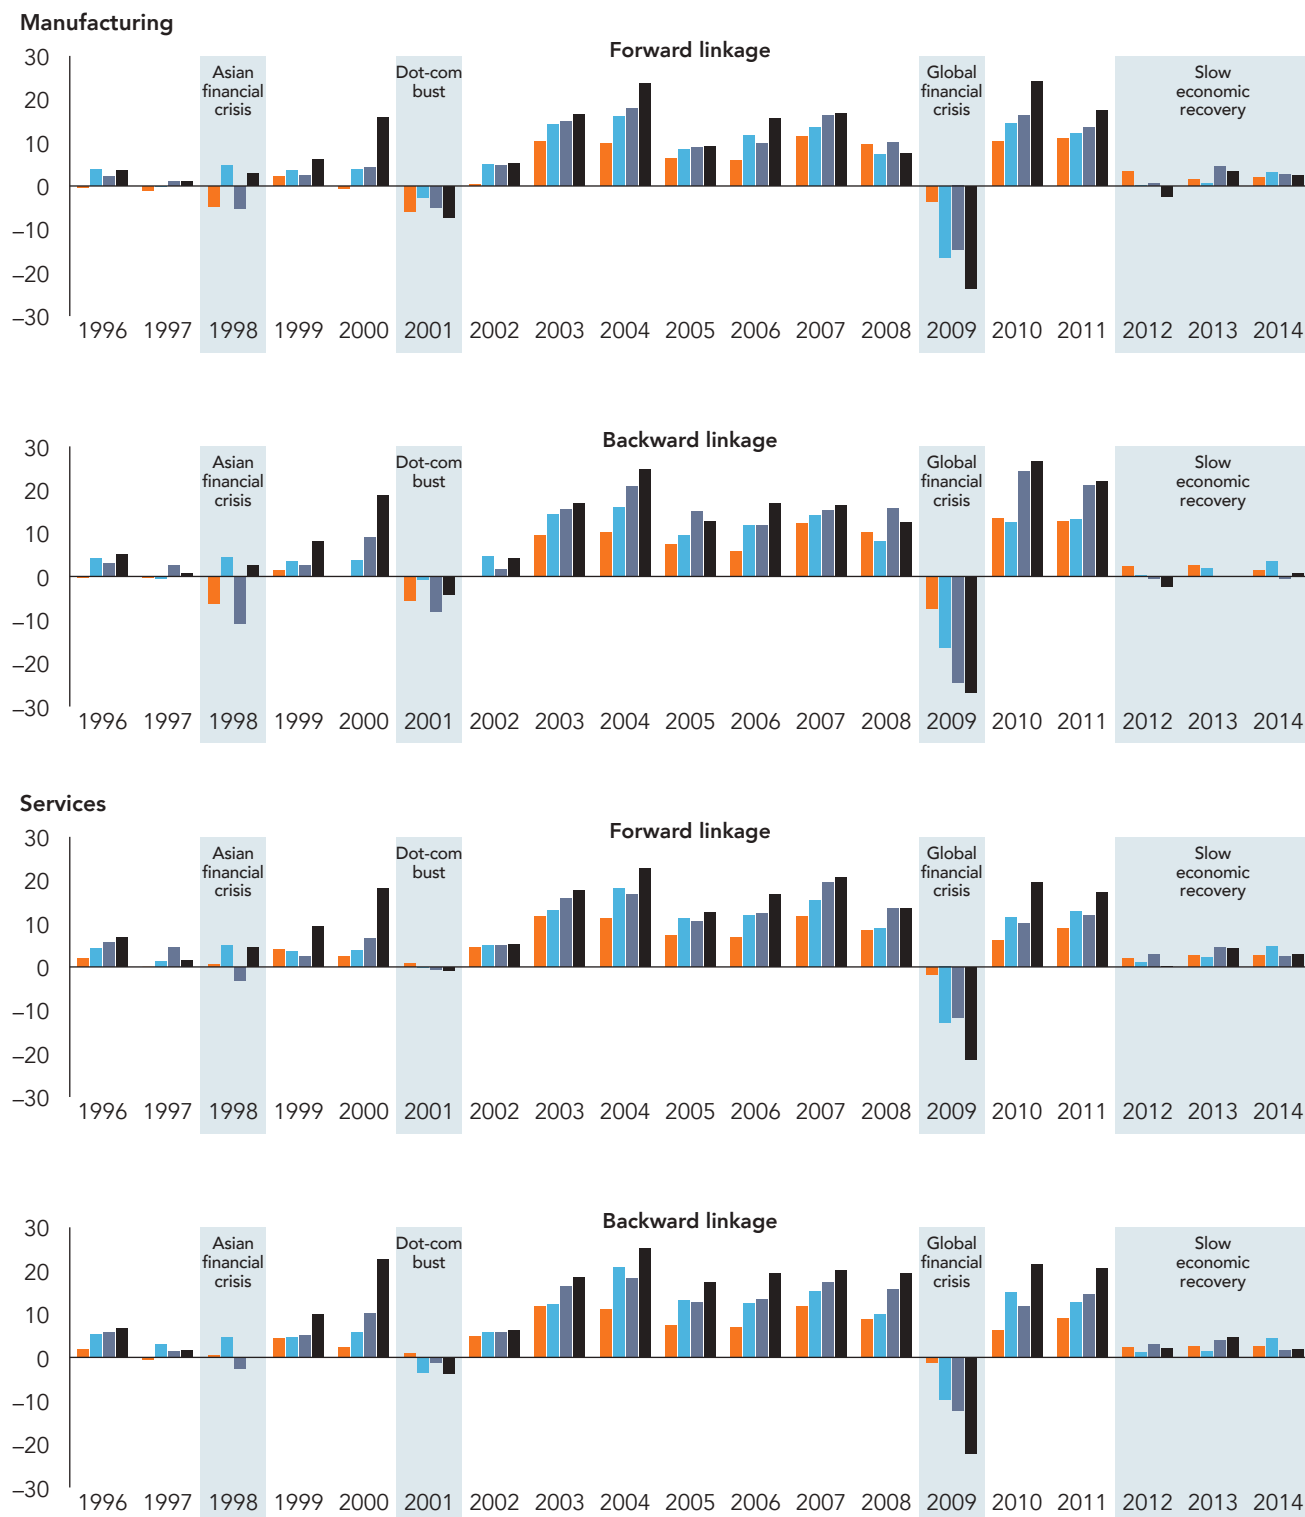 Manufacturing
Forward linkage
30
20
10
0
–10
–20
–30
Asian
financial
crisis
Dot-com
bust
Global
financial
crisis
Slow
economic
recovery
1996 1997 1998 1999 2000 2001 2002 2003 2004 2005 2006 2007 2008 2009 2010 2011 2012 2013 2014
Backward linkage
30
20
10
0
–10
–20
–30
Asian
financial
crisis
Dot-com
bust
Global
financial
crisis
Slow
economic
recovery
1996 1997 1998 1999 2000 2001 2002 2003 2004 2005 2006 2007 2008 2009 2010 2011 2012 2013 2014
Services
Forward linkage
30
20
10
0
–10
–20
–30
Asian
financial
crisis
Dot-com
bust
Global
financial
crisis
Slow
economic
recovery
1996 1997 1998 1999 2000 2001 2002 2003 2004 2005 2006 2007 2008 2009 2010 2011 2012 2013 2014
Backward linkage
30
20
10
0
–10
–20
–30
Asian
financial
crisis
Dot-com
bust
Global
financial
crisis
Slow
economic
recovery
1996 1997 1998 1999 2000 2001 2002 2003 2004 2005 2006 2007 2008 2009 2010 2011 2012 2013 2014